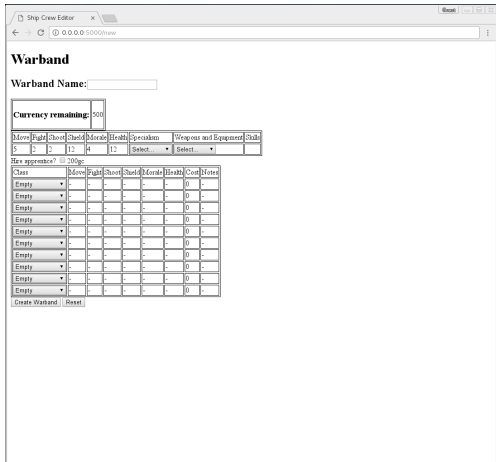 Ship Crew Editor
Guest
0.0.0.0:5000/new
Warband
Warband Name:
Currency remaining: 500
Move Fight Shoot Shield Morale Health Specialism Weapons and Equipment Skills
5 2 2 12 4 12 Select... Select...
Hire apprentice? 200gc
Class Move Fight Shoot Shield Morale Health Cost Notes
Empty - - - - - - 0 -
Empty - - - - - - 0 -
Empty - - - - - - 0 -
Empty - - - - - - 0 -
Empty - - - - - - 0 -
Empty - - - - - - 0 -
Empty - - - - - - 0 -
Empty - - - - - - 0 -
Empty - - - - - - 0 -
Empty - - - - - - 0 -
Create Warband Reset